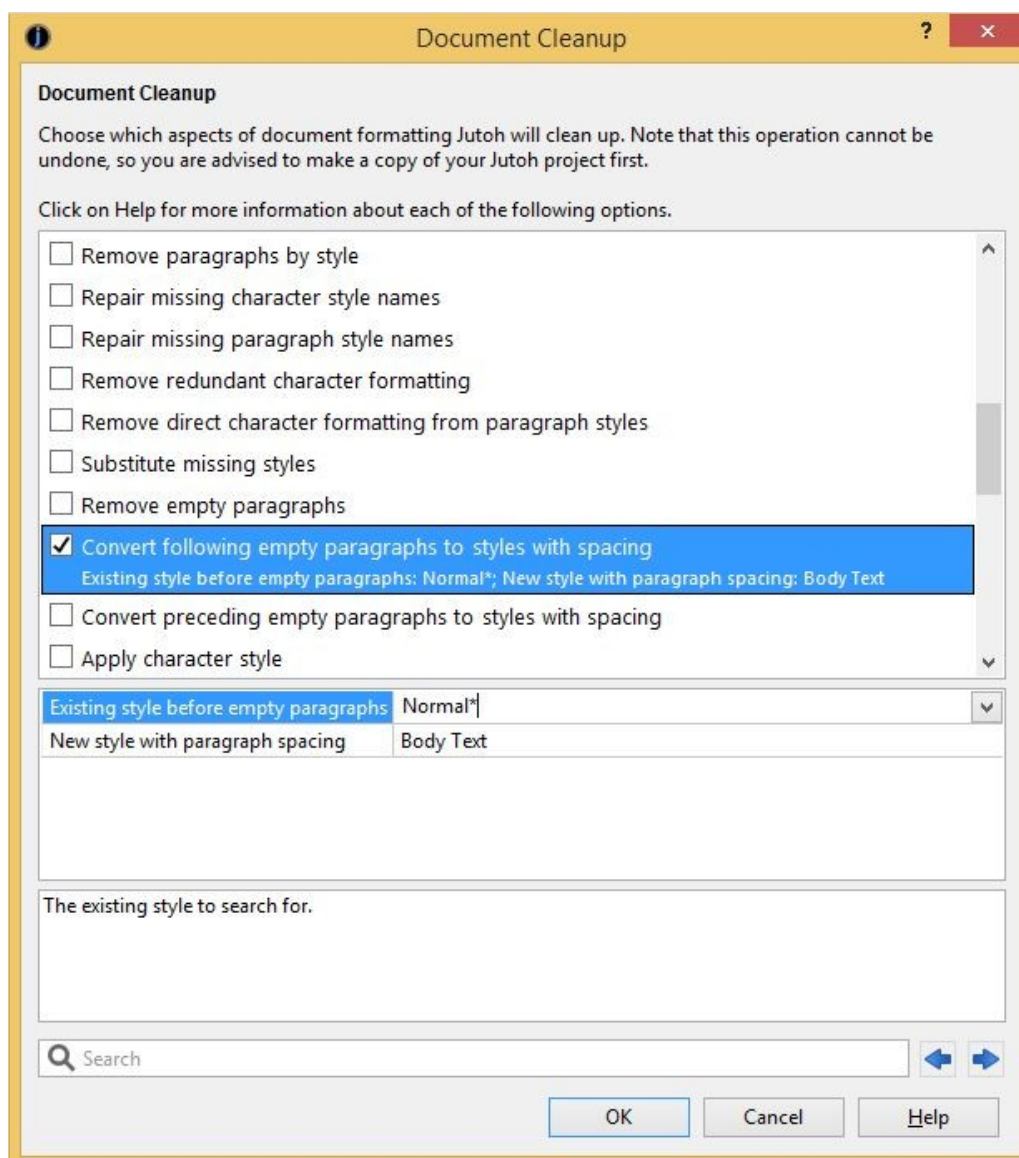 Document Cleanup
?
Document Cleanup
Choose which aspects of document formatting Jutoh will clean up. Note that this operation cannot be
undone, so you are advised to make a copy of your Jutoh project first.
Click on Help for more information about each of the following options.
Remove paragraphs by style
Repair missing character style names
Repair missing paragraph style names
Remove redundant character formatting
Remove direct character formatting from paragraph styles
Substitute missing styles
Remove empty paragraphs
Convert following empty paragraphs to styles with spacing
Existing style before empty paragraphs: Normal*; New style with paragraph spacing: Body Text
Convert preceding empty paragraphs to styles with spacing
Apply character style
Existing style before empty paragraphs Normal*
New style with paragraph spacing Body Text
The existing style to search for.
Search
OK Cancel Help